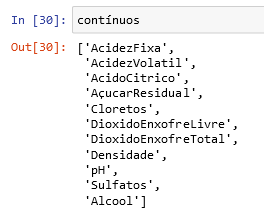 In [30]: contínuos
Out[30]: ['AcidezFixa',
'AcidezVolatil',
'AcidoCitrico',
'AçucarResidual',
'Cloretos',
'DioxidoEnxofreLivre',
'DioxidoEnxofreTotal',
'Densidade',
'pH',
'Sulfatos',
'Alcool']